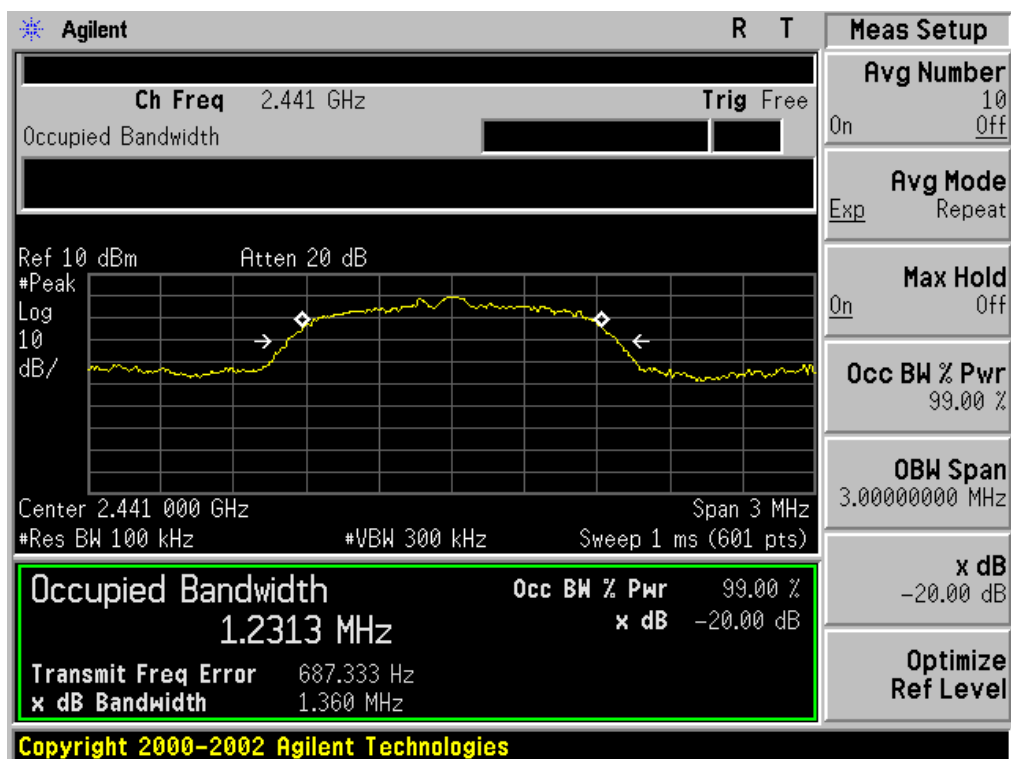 Agilent R T
Ch Freq 2.441 GHz Trig Free
Occupied Bandwidth
Ref 10 dBm Atten 20 dB
#Peak
Log
10
dB/
Center 2.441 000 GHz Span 3 MHz
#Res BW 100 kHz #VBW 300 kHz Sweep 1 ms (601 pts)
Occupied Bandwidth Occ BW % Pwr 99.00 %
1.2313 MHz x dB -20.00 dB
Transmit Freq Error 687.333 Hz
x dB Bandwidth 1.360 MHz
Copyright 2000-2002 Agilent Technologies
Meas Setup
Avg Number
10
On Off
Avg Mode
Exp Repeat
Max Hold
On Off
Occ BW % Pwr
99.00 %
OBW Span
3.00000000 MHz
x dB
-20.00 dB
Optimize
Ref Level